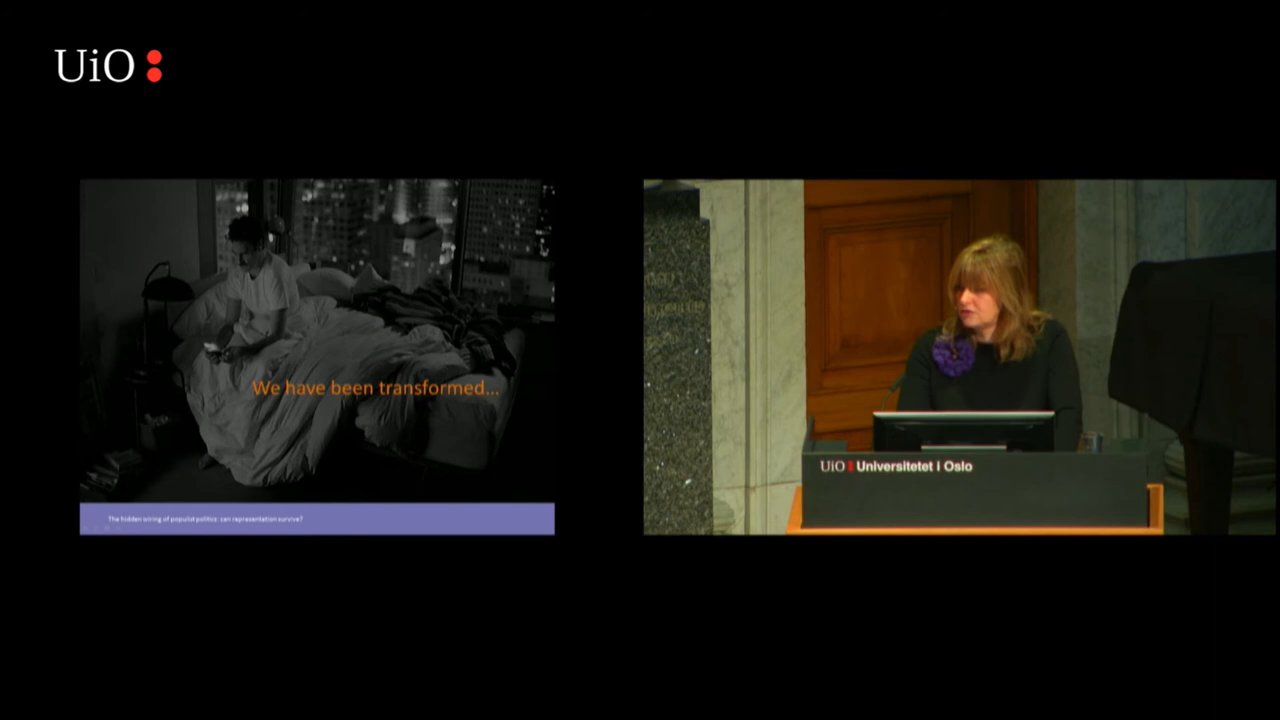 UiO:
We have been transformed...
The hidden wiring of populist politics: can representation survive?
UiO: Universitetet i Oslo